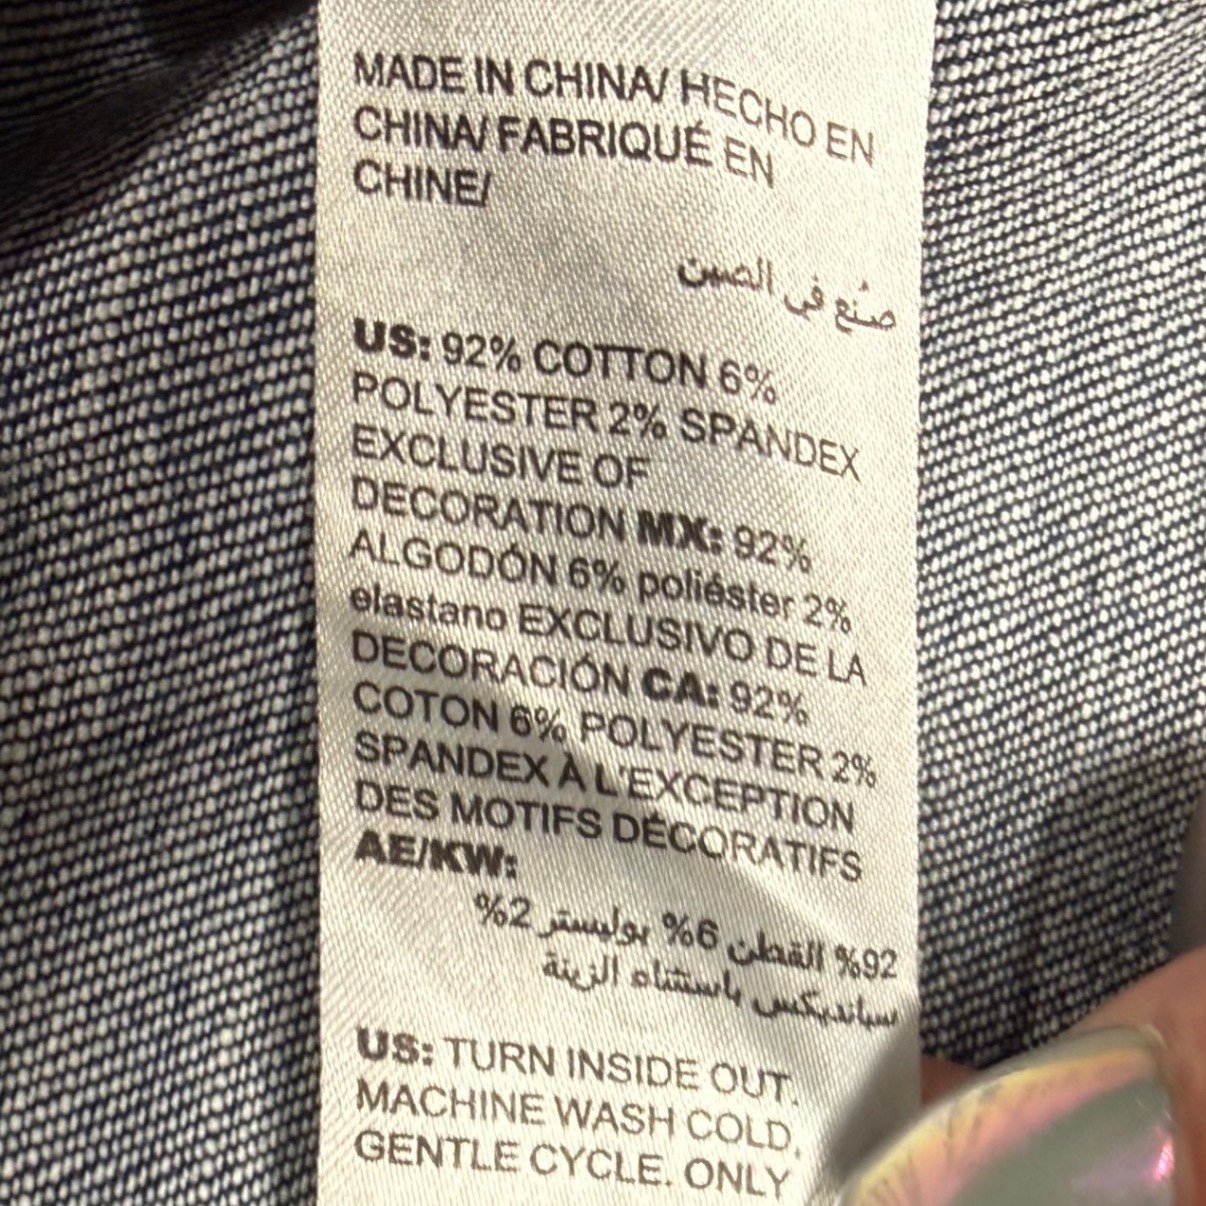 MADE IN CHINA/ HECHO EN
CHINA/ FABRIQUÉ EN
CHINE/
صُنع في الصين
US: 92% COTTON 6%
POLYESTER 2% SPANDEX
EXCLUSIVE OF
DECORATION MX: 92%
ALGODÓN 6% poliéster 2%
elastano EXCLUSIVO DE LA
DECORACIÓN CA: 92%
COTON 6% POLYESTER 2%
SPANDEX À L'EXCEPTION
DES MOTIFS DÉCORATIFS
AE/KW:
92% القطن 6% بوليستر 2%
سبانديكس باستثناء الزينة
US: TURN INSIDE OUT.
MACHINE WASH COLD,
GENTLE CYCLE. ONLY